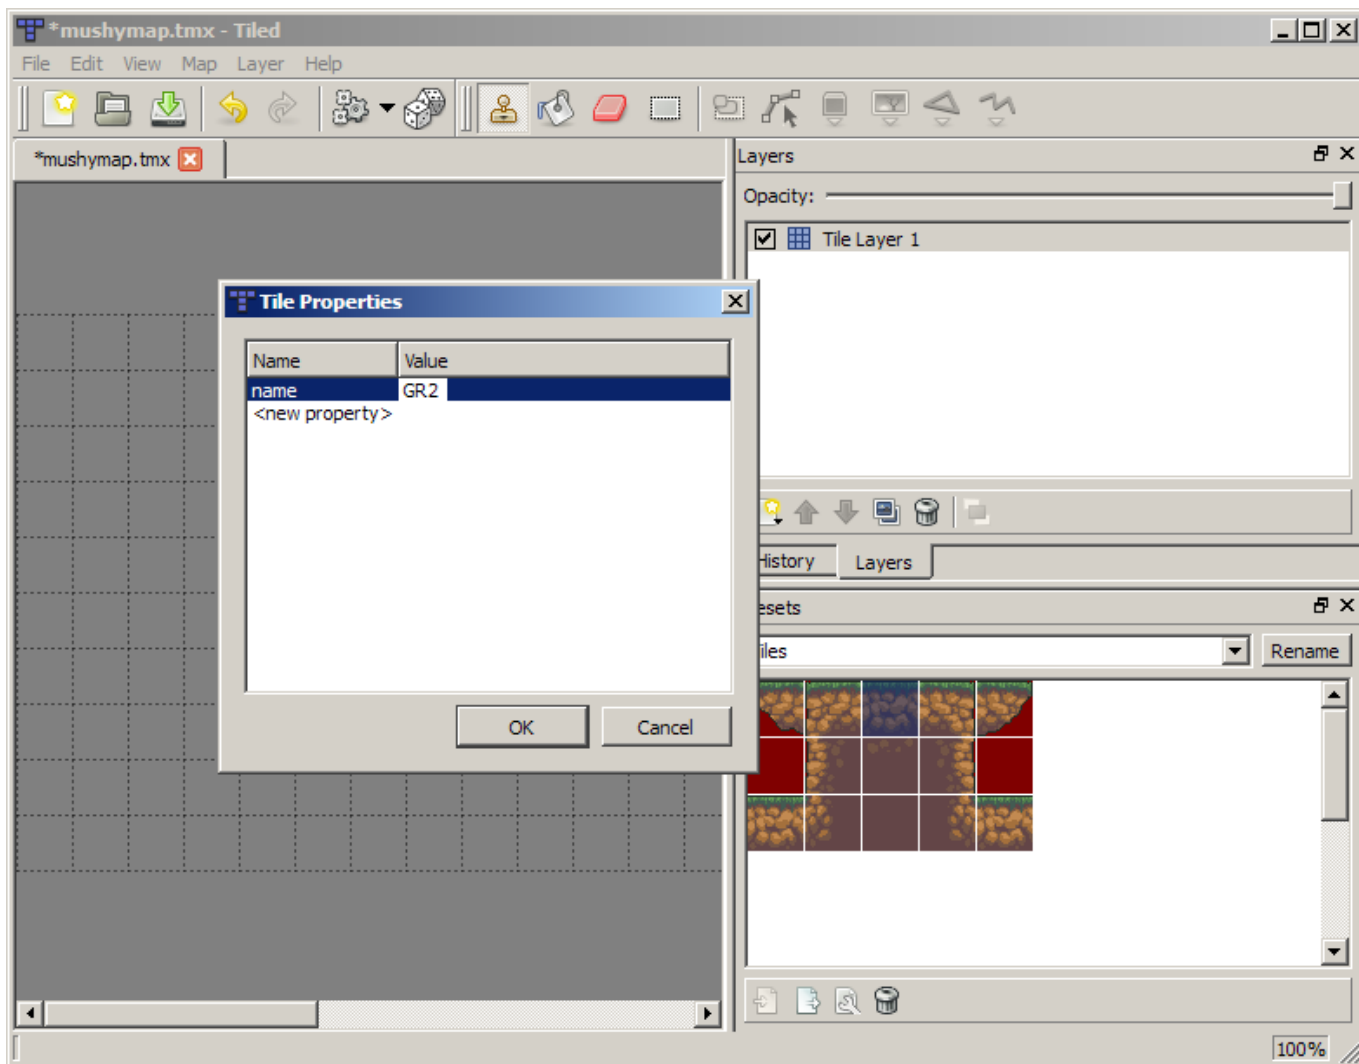 *mushymap.tmx - Tiled
File Edit View Map Layer Help
*mushymap.tmx
Layers
Opacity:
Tile Layer 1
Tile Properties
Name Value
name GR2
<new property>
OK Cancel
History Layers
esets
iles
Rename
100%